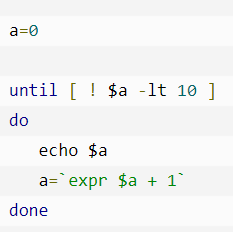 a=0
until [ ! $a -lt 10 ]
do
   echo $a
   a=`expr $a + 1`
done